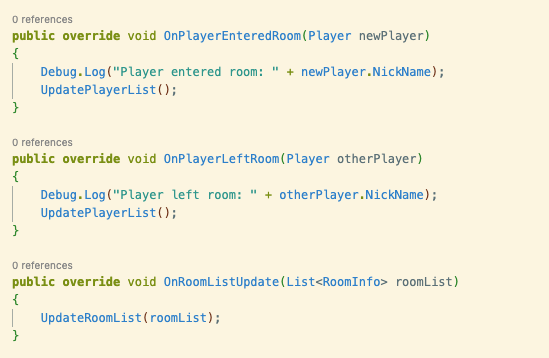 0 references
public override void OnPlayerEnteredRoom(Player newPlayer)
{
    Debug.Log("Player entered room: " + newPlayer.NickName);
    UpdatePlayerList();
}
0 references
public override void OnPlayerLeftRoom(Player otherPlayer)
{
    Debug.Log("Player left room: " + otherPlayer.NickName);
    UpdatePlayerList();
}
0 references
public override void OnRoomListUpdate(List<RoomInfo> roomList)
{
    UpdateRoomList(roomList);
}